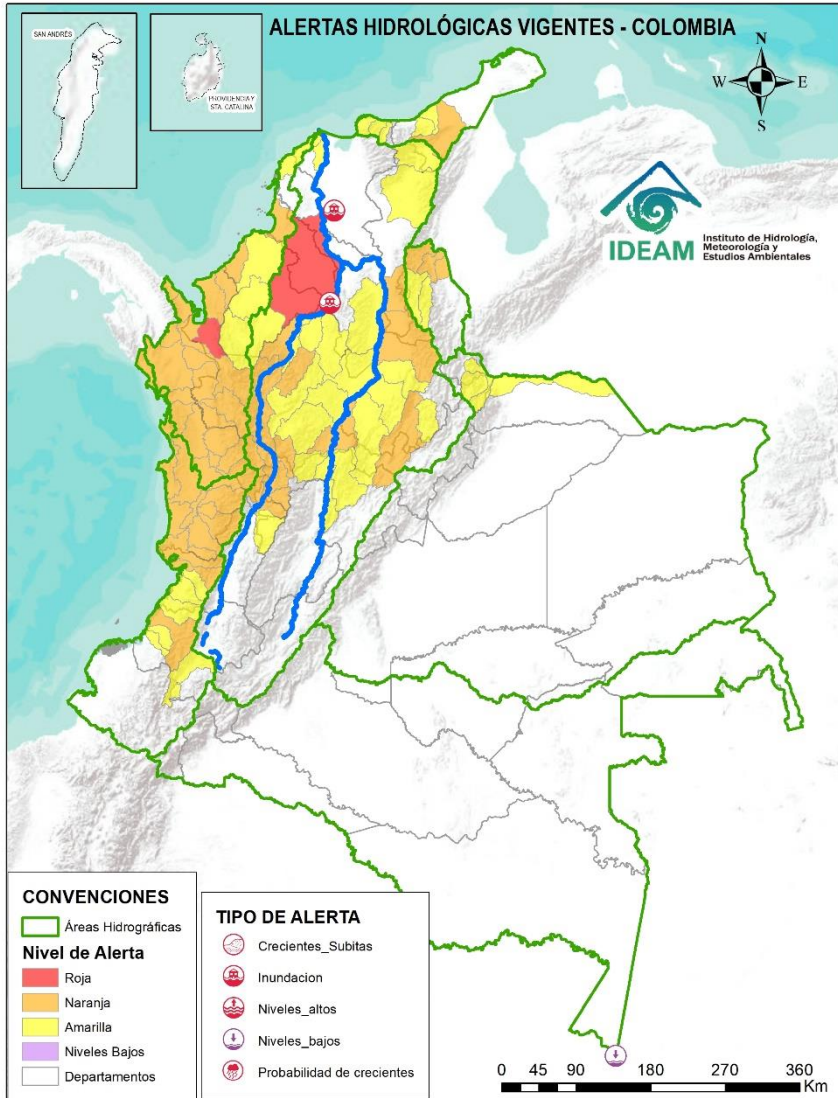 ALERTAS HIDROLÓGICAS VIGENTES - COLOMBIA
SAN ANDRÉS
PROVIDENCIA Y
STA. CATALINA
N
W
E
S
IDEAM
Instituto de Hidrología,
Meteorología y
Estudios Ambientales
CONVENCIONES
Áreas Hidrográficas
Nivel de Alerta
Roja
Naranja
Amarilla
Niveles Bajos
Departamentos
TIPO DE ALERTA
Crecientes_Subitas
Inundacion
Niveles_altos
Niveles_bajos
Probabilidad de crecientes
0 45 90 180 270 360
Km